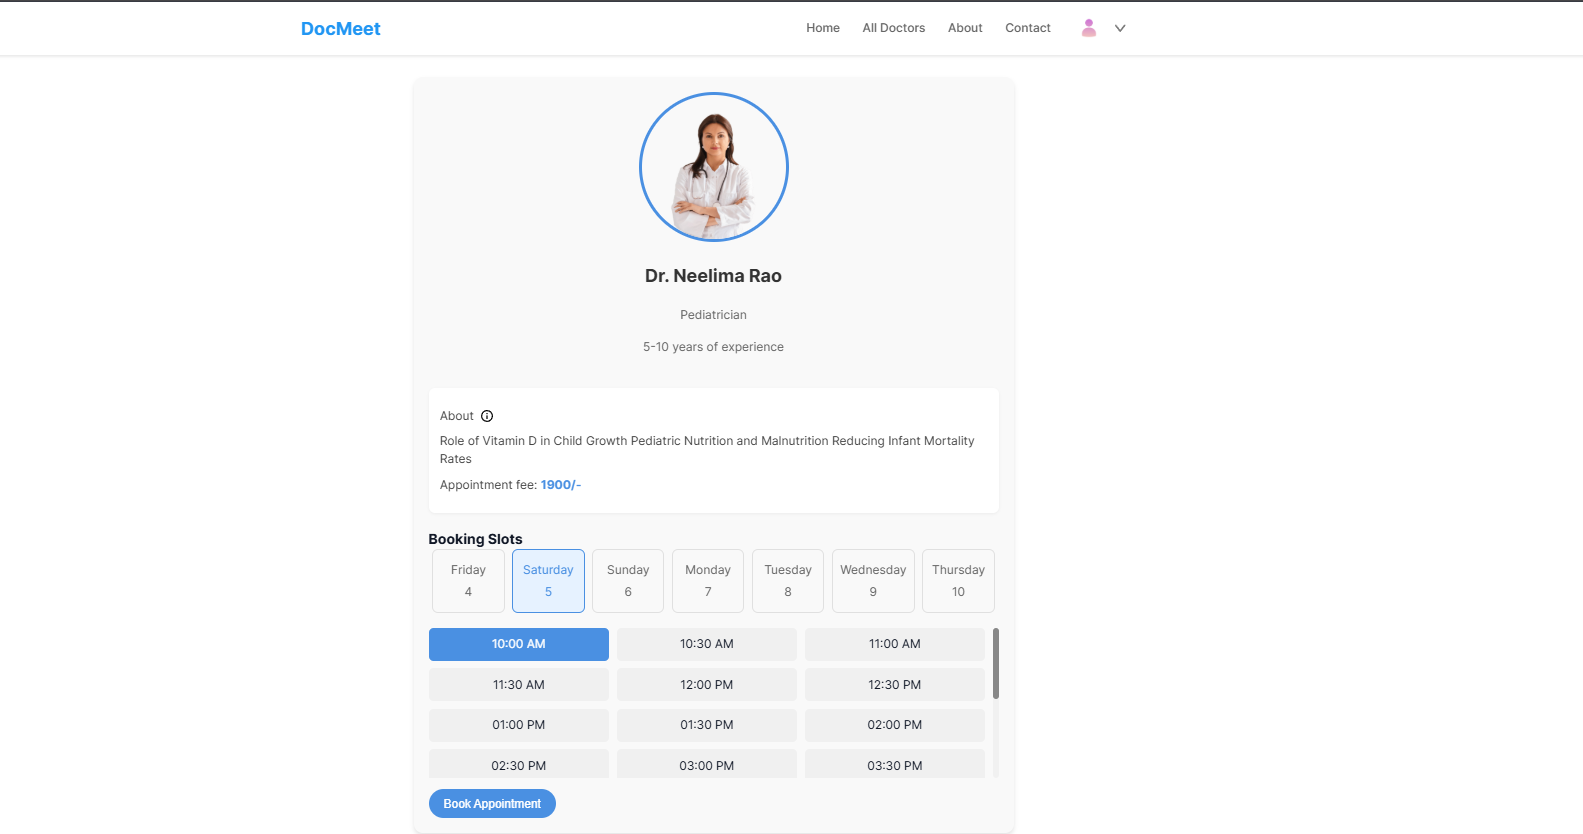 DocMeet
Home
All Doctors
About
Contact
Dr. Neelima Rao
Pediatrician
5-10 years of experience
About
Role of Vitamin D in Child Growth Pediatric Nutrition and Malnutrition Reducing Infant Mortality
Rates
Appointment fee: 1900/-
Booking Slots
Friday
4
Saturday
5
Sunday
6
Monday
7
Tuesday
8
Wednesday
9
Thursday
10
10:00 AM
10:30 AM
11:00 AM
11:30 AM
12:00 PM
12:30 PM
01:00 PM
01:30 PM
02:00 PM
02:30 PM
03:00 PM
03:30 PM
Book Appointment